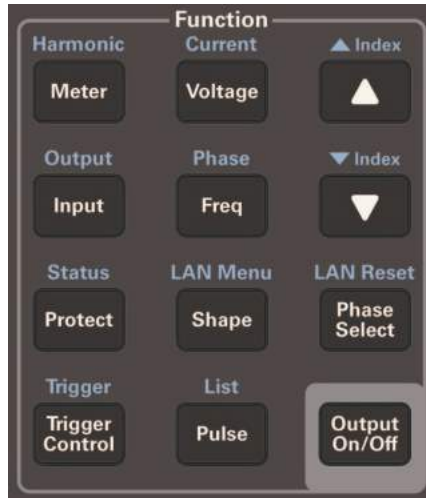 Function
Harmonic Current ▲ Index
Meter Voltage ▲
Output Phase ▼ Index
Input Freq ▼
Status LAN Menu LAN Reset
Protect Shape Phase
Select
Trigger List
Trigger
Control Pulse Output
On/Off